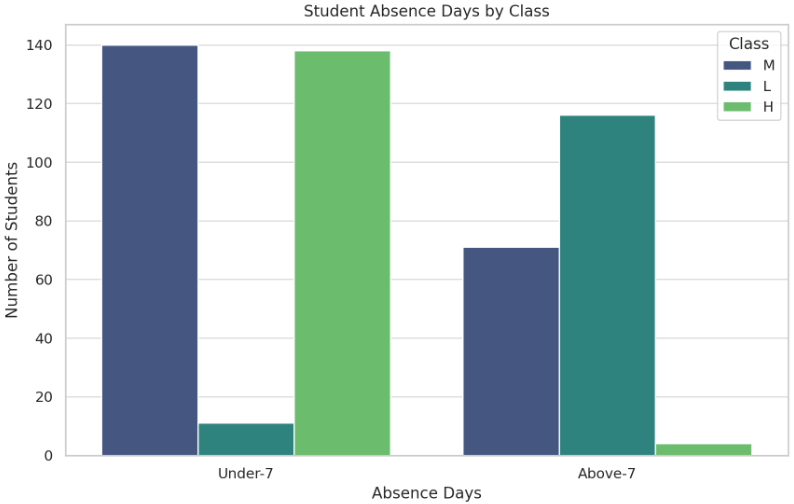 Student Absence Days by Class
Class
M
L
H
Number of Students
140
120
100
80
60
40
20
0
Under-7
Above-7
Absence Days